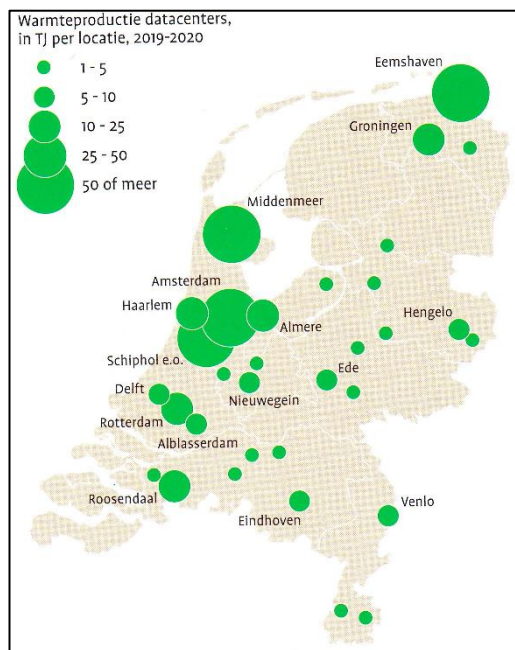 Warmteproductie datacenters,
in TJ per locatie, 2019-2020
1 - 5
5 - 10
10 - 25
25 - 50
50 of meer
Eemshaven
Groningen
Middenmeer
Amsterdam
Haarlem
Almere
Hengelo
Schiphol e.o.
Ede
Delft
Nieuwegein
Rotterdam
Alblasserdam
Roosendaal
Eindhoven
Venlo